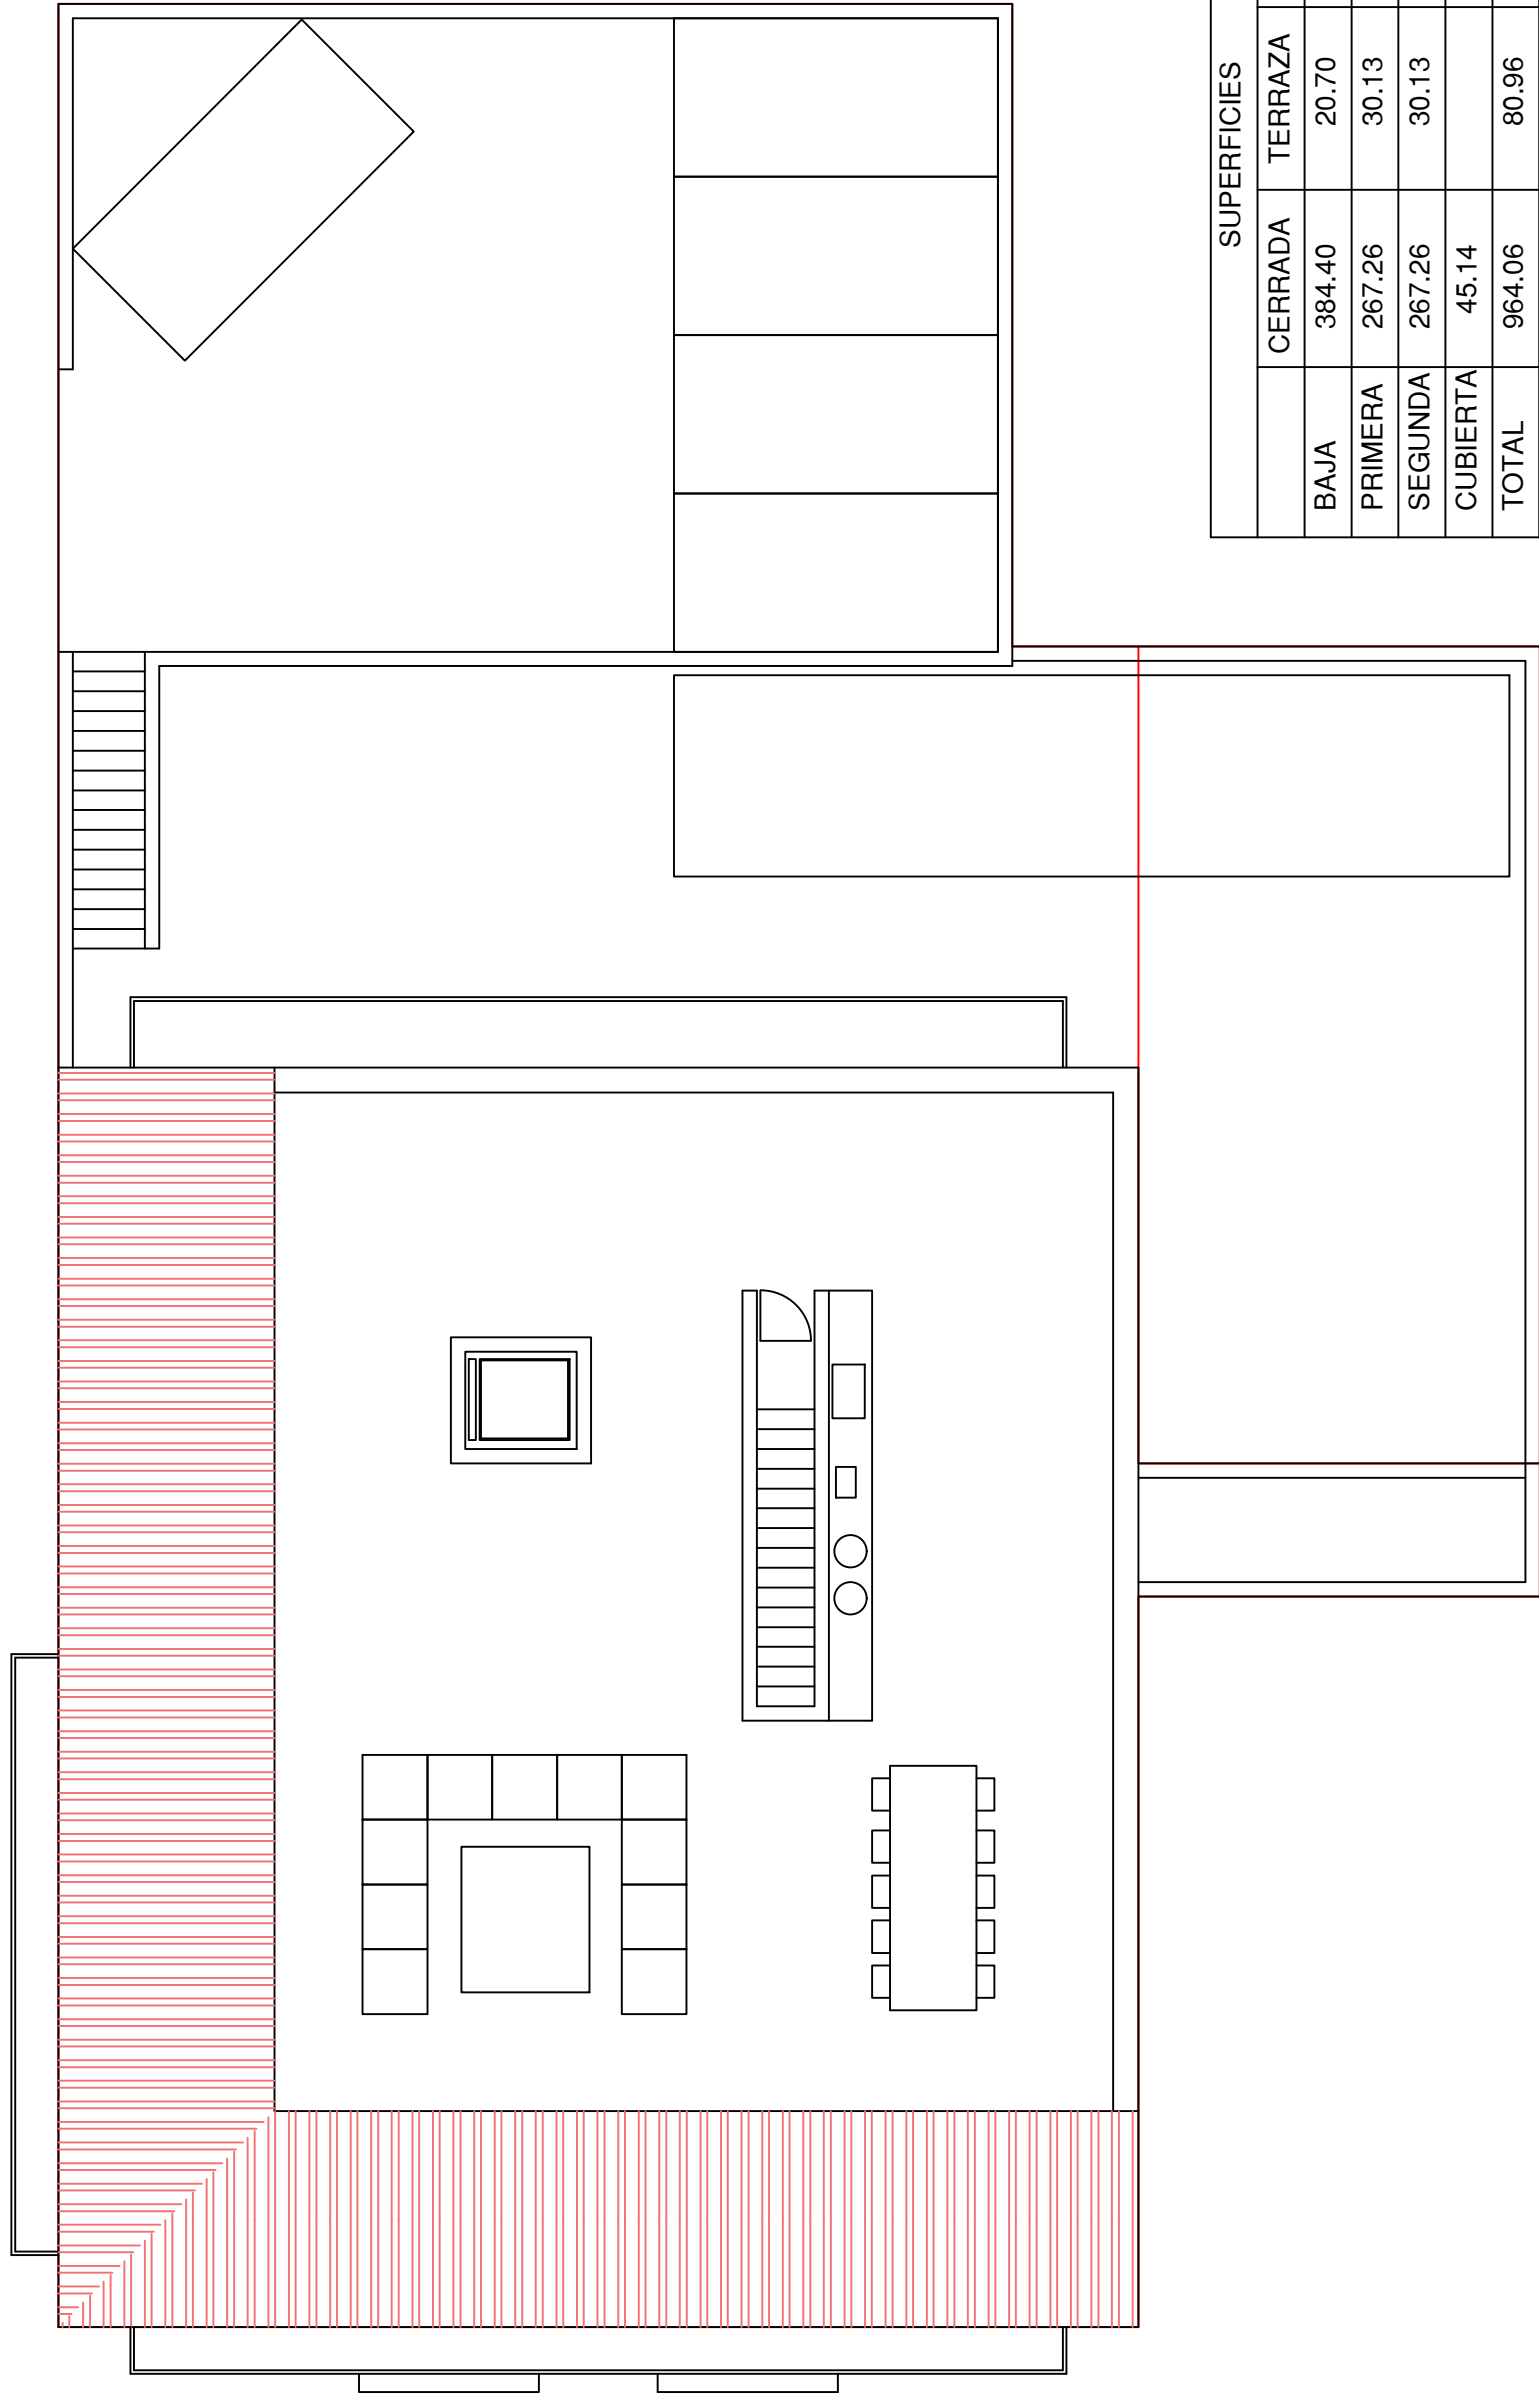 SUPERFICIES
CERRADA TERRAZA
BAJA 384.40 20.70
PRIMERA 267.26 30.13
SEGUNDA 267.26 30.13
CUBIERTA 45.14
TOTAL 964.06 80.96